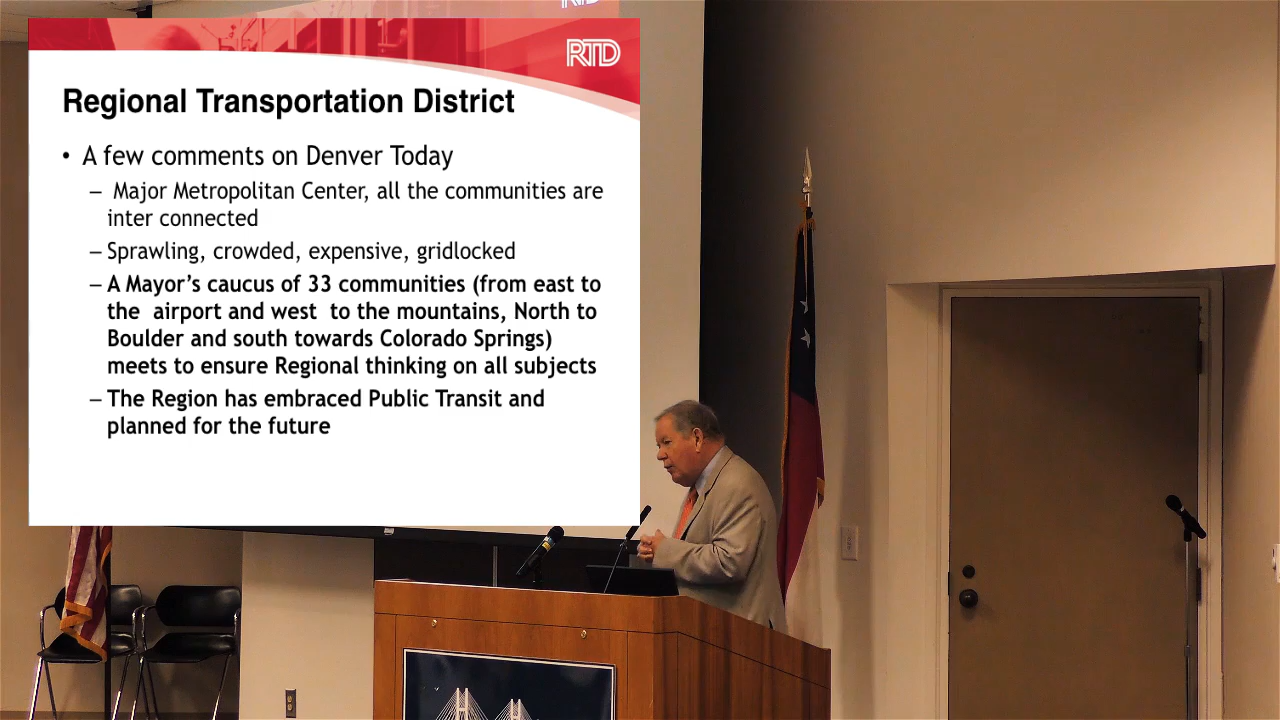 RTD
RTD
Regional Transportation District
• A few comments on Denver Today
– Major Metropolitan Center, all the communities are
inter connected
– Sprawling, crowded, expensive, gridlocked
– A Mayor's caucus of 33 communities (from east to
the airport and west to the mountains, North to
Boulder and south towards Colorado Springs)
meets to ensure Regional thinking on all subjects
– The Region has embraced Public Transit and
planned for the future